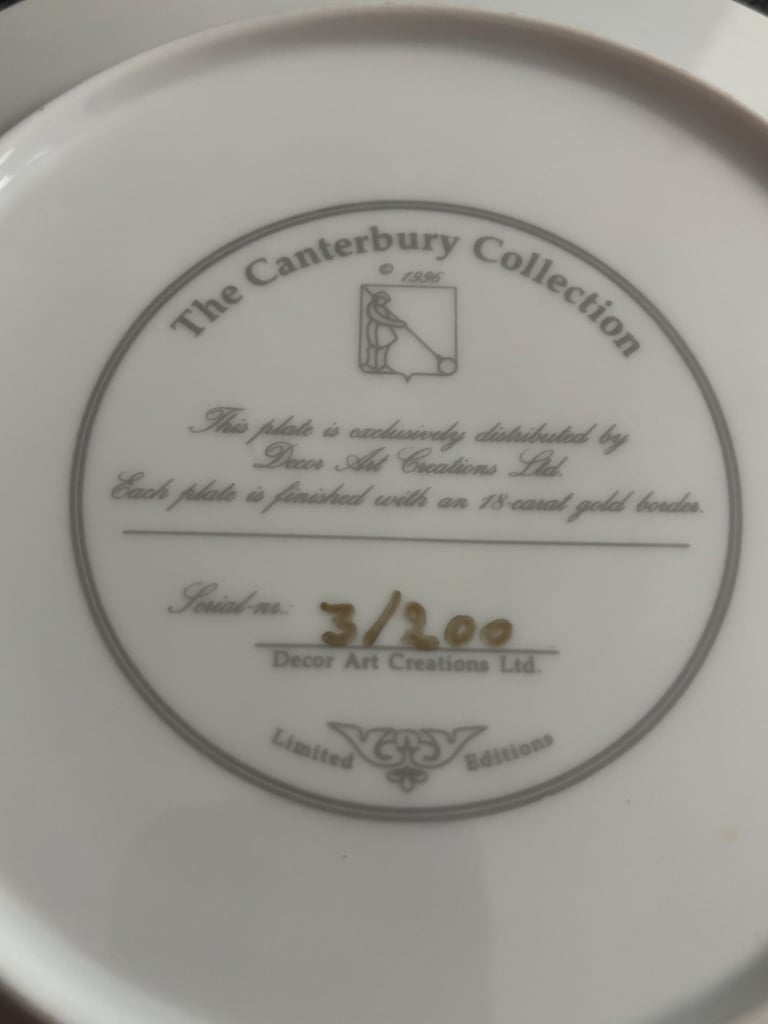 The Canterbury Collection
© 1996
This plate is exclusively distributed by
Decor Art Creations Ltd.
Each plate is finished with an 18-carat gold border.
Serial-nr.: 3/200
Decor Art Creations Ltd.
Limited Editions